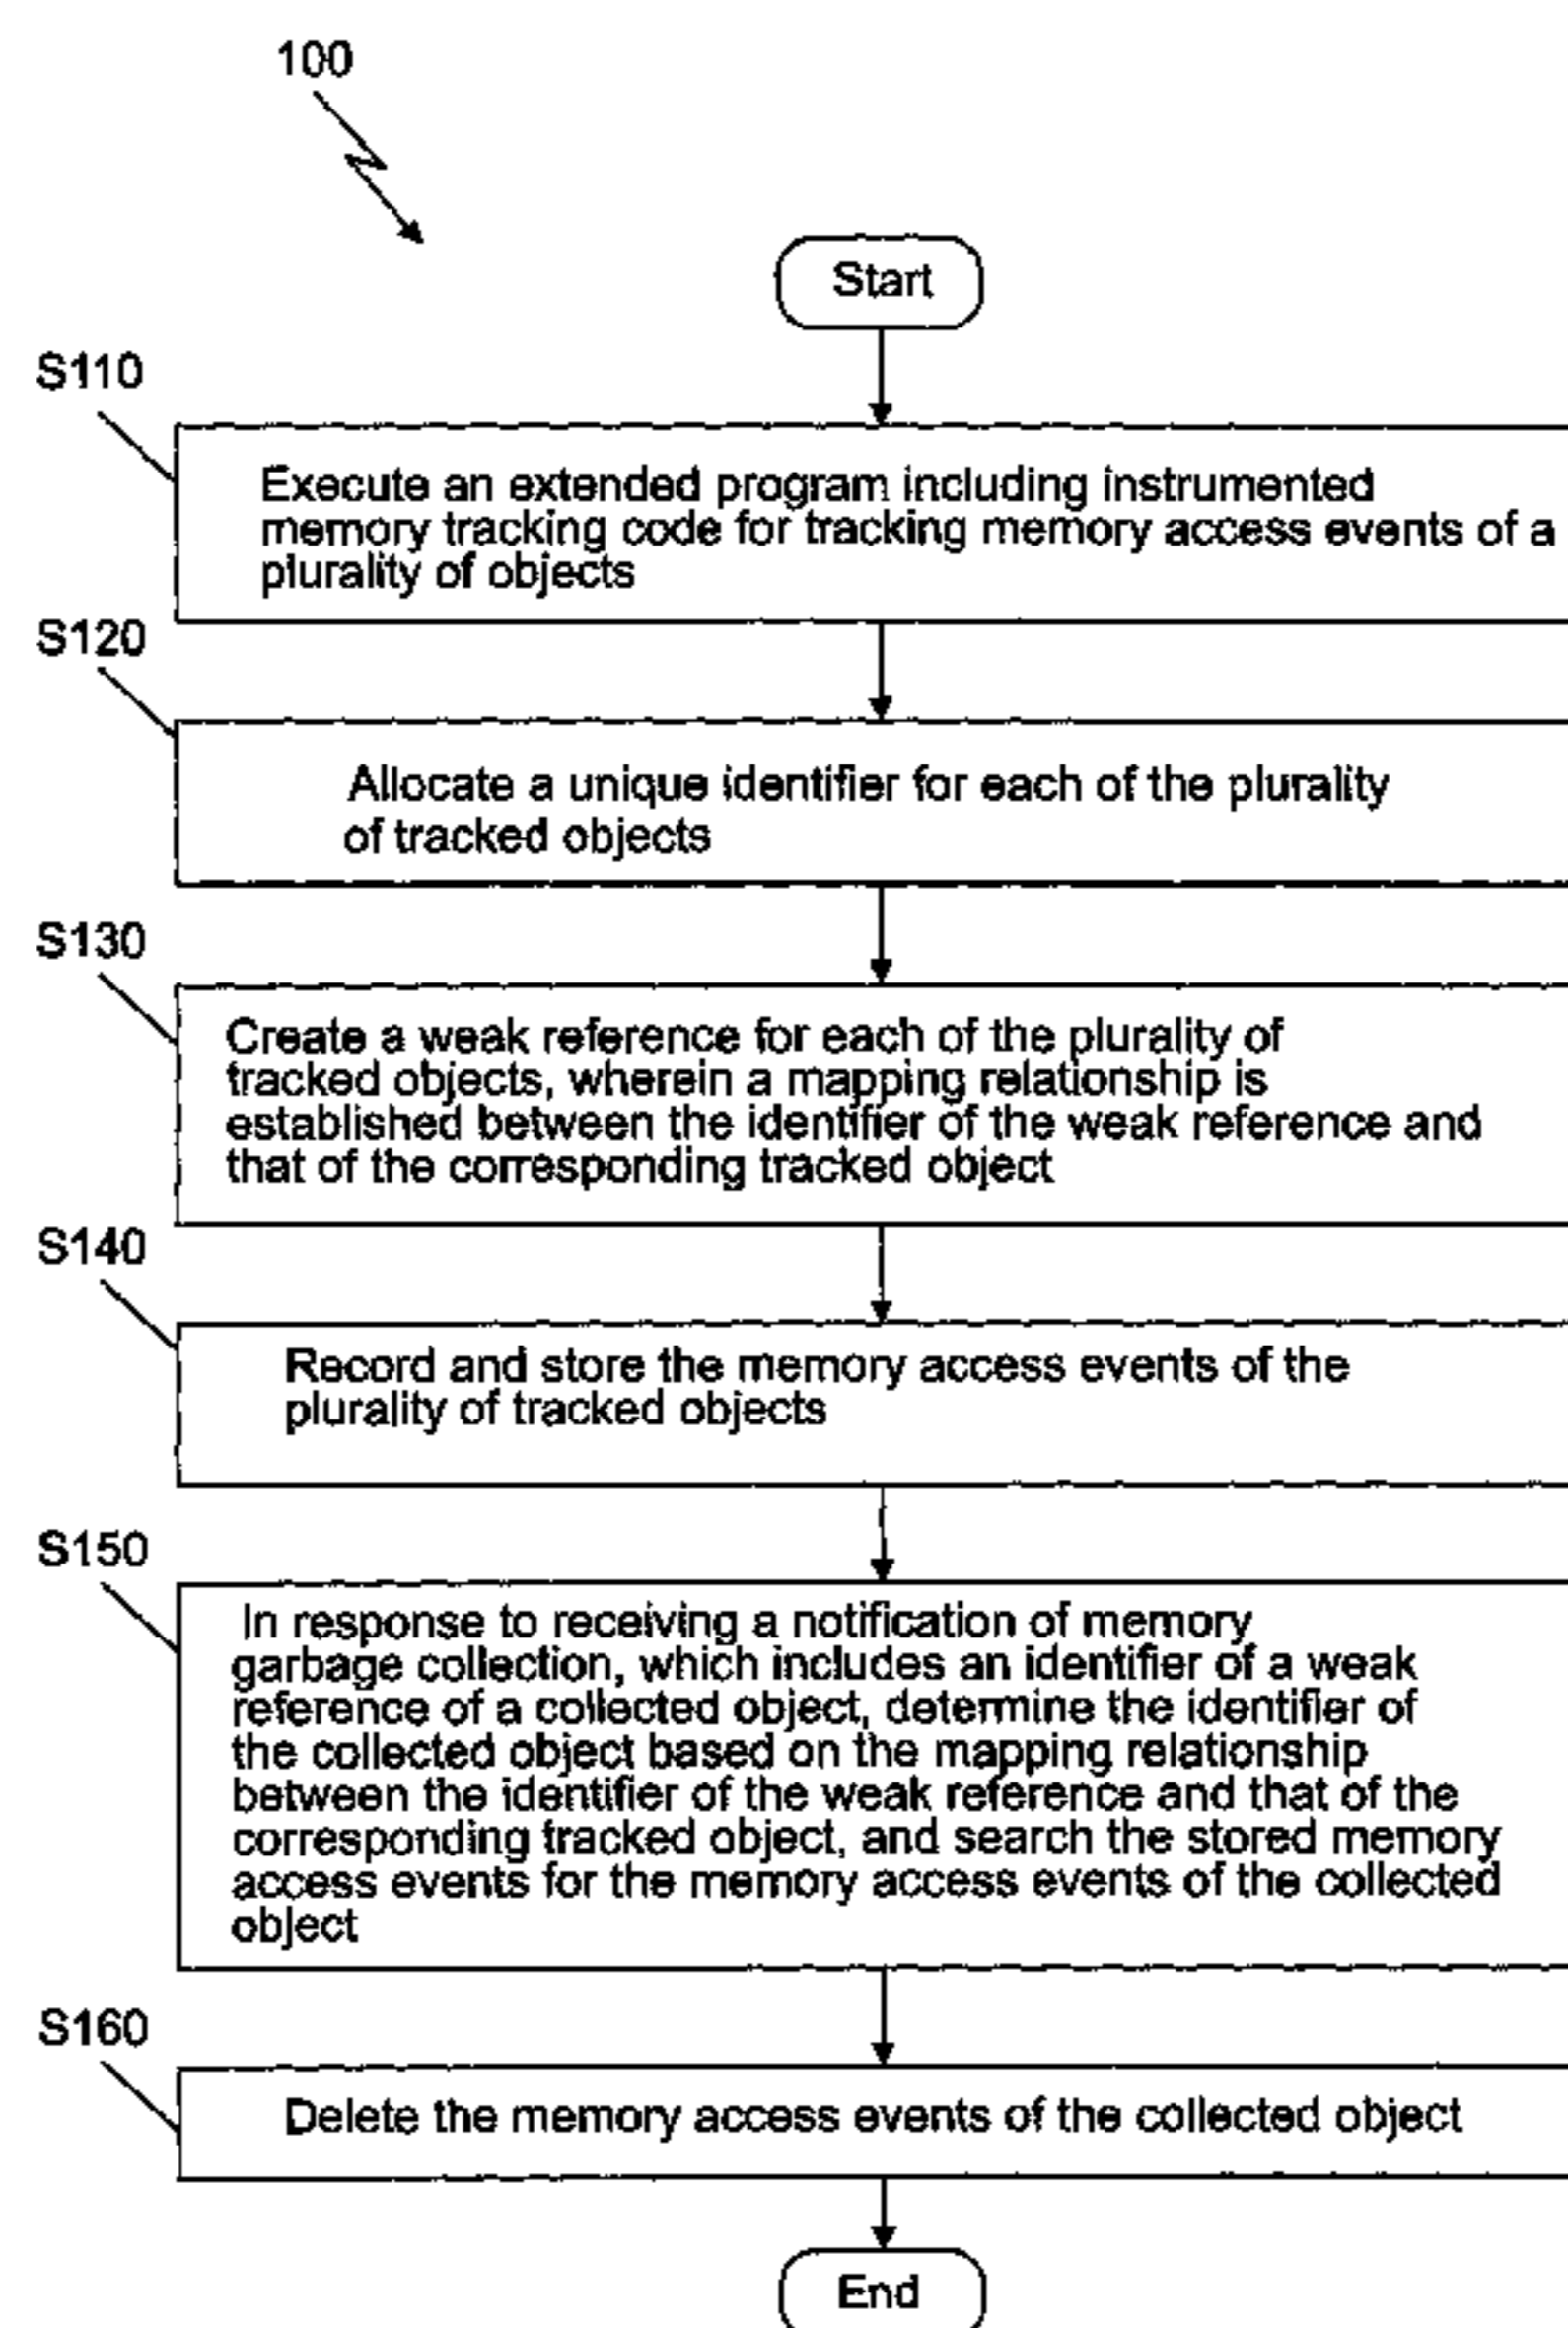 100
Start
S110
Execute an extended program including instrumented
memory tracking code for tracking memory access events of a
plurality of objects
S120
Allocate a unique identifier for each of the plurality
of tracked objects
S130
Create a weak reference for each of the plurality of
tracked objects, wherein a mapping relationship is
established between the identifier of the weak reference and
that of the corresponding tracked object
S140
Record and store the memory access events of the
plurality of tracked objects
S150
In response to receiving a notification of memory
garbage collection, which includes an identifier of a weak
reference of a collected object, determine the identifier of
the collected object based on the mapping relationship
between the identifier of the weak reference and that of the
corresponding tracked object, and search the stored memory
access events for the memory access events of the collected
object
S160
Delete the memory access events of the collected object
End